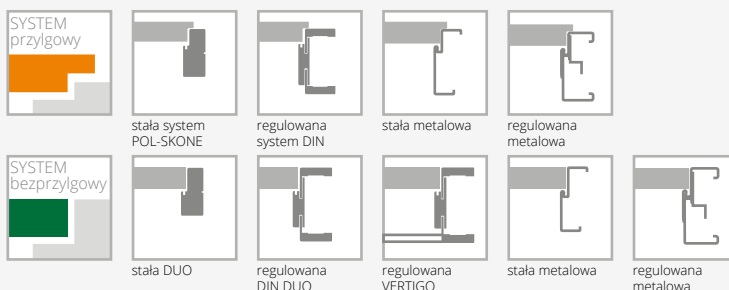 SYSTEM
przylgowy
stała system
POL-SKONE
regulowana
system DIN
stała metalowa
regulowana
metalowa
SYSTEM
bezprzylgowy
stała DUO
regulowana
DIN DUO
regulowana
VERTIGO
stała metalowa
regulowana
metalowa